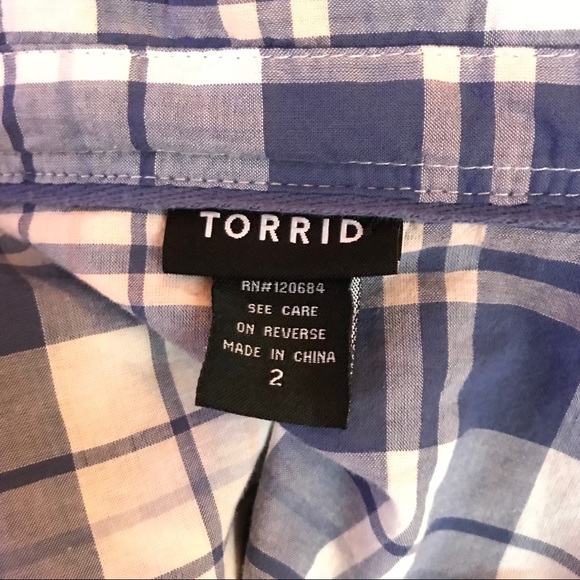 TORRID
RN#120684
SEE CARE
ON REVERSE
MADE IN CHINA
2